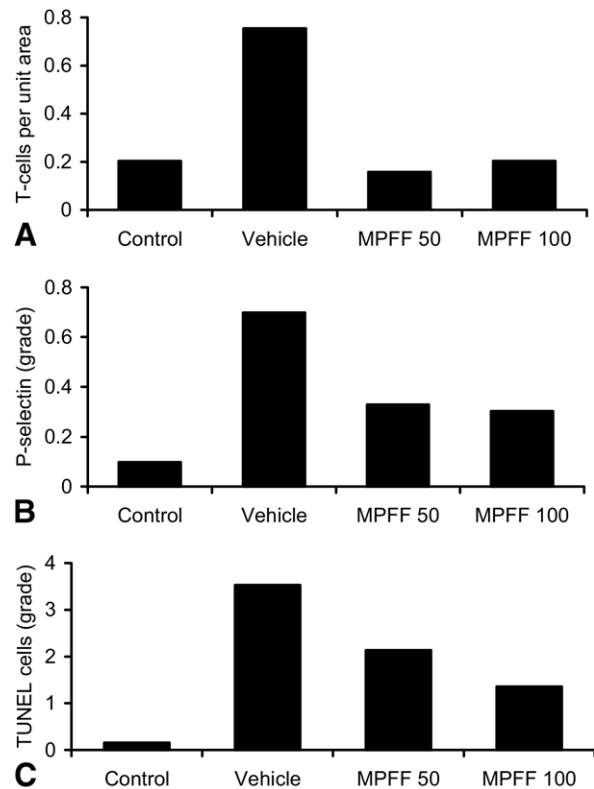 T-cells per unit area
0.8
0.6
0.4
0.2
0
Control Vehicle MPFF 50 MPFF 100
A
P-selectin (grade)
0.8
0.6
0.4
0.2
0
Control Vehicle MPFF 50 MPFF 100
B
TUNEL cells (grade)
4
3
2
1
0
Control Vehicle MPFF 50 MPFF 100
C